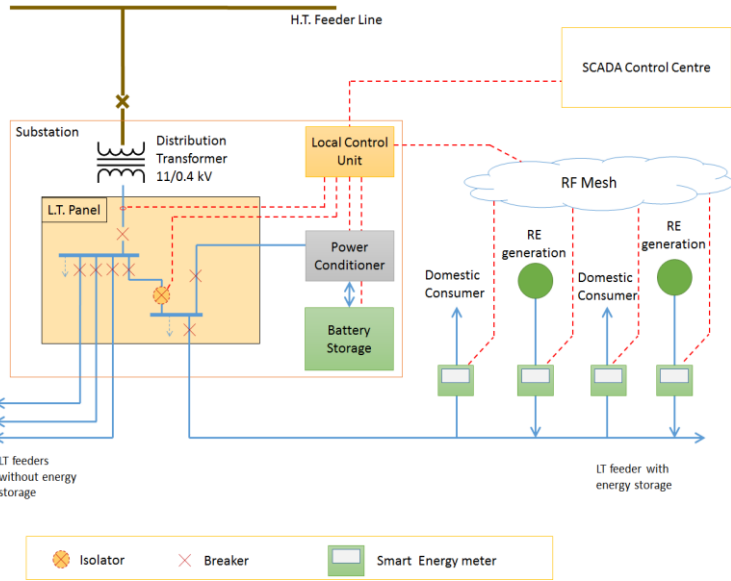 H.T. Feeder Line
SCADA Control Centre
Substation
Distribution
Transformer
11/0.4 kV
Local Control
Unit
RF Mesh
L.T. Panel
Power
Conditioner
Battery
Storage
Domestic
Consumer
RE
generation
Domestic
Consumer
RE
generation
LT feeders
without energy
storage
LT feeder with
energy storage
Isolator
Breaker
Smart Energy meter